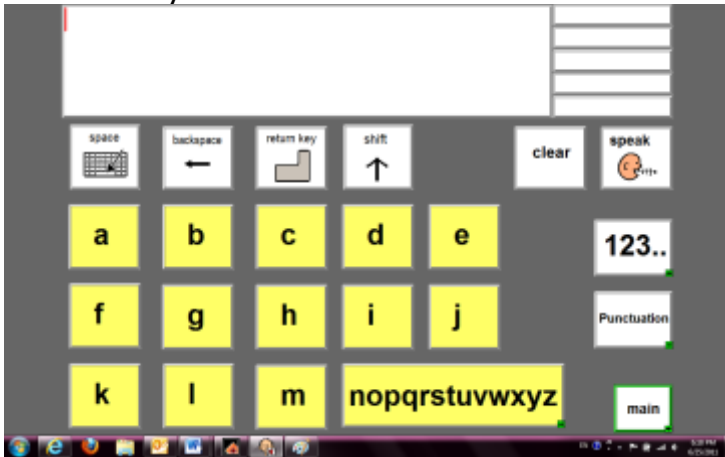 space backspace return key shift clear speak
a b c d e 123..
f g h i j Punctuation
k l m nopqrstuvwxyz main